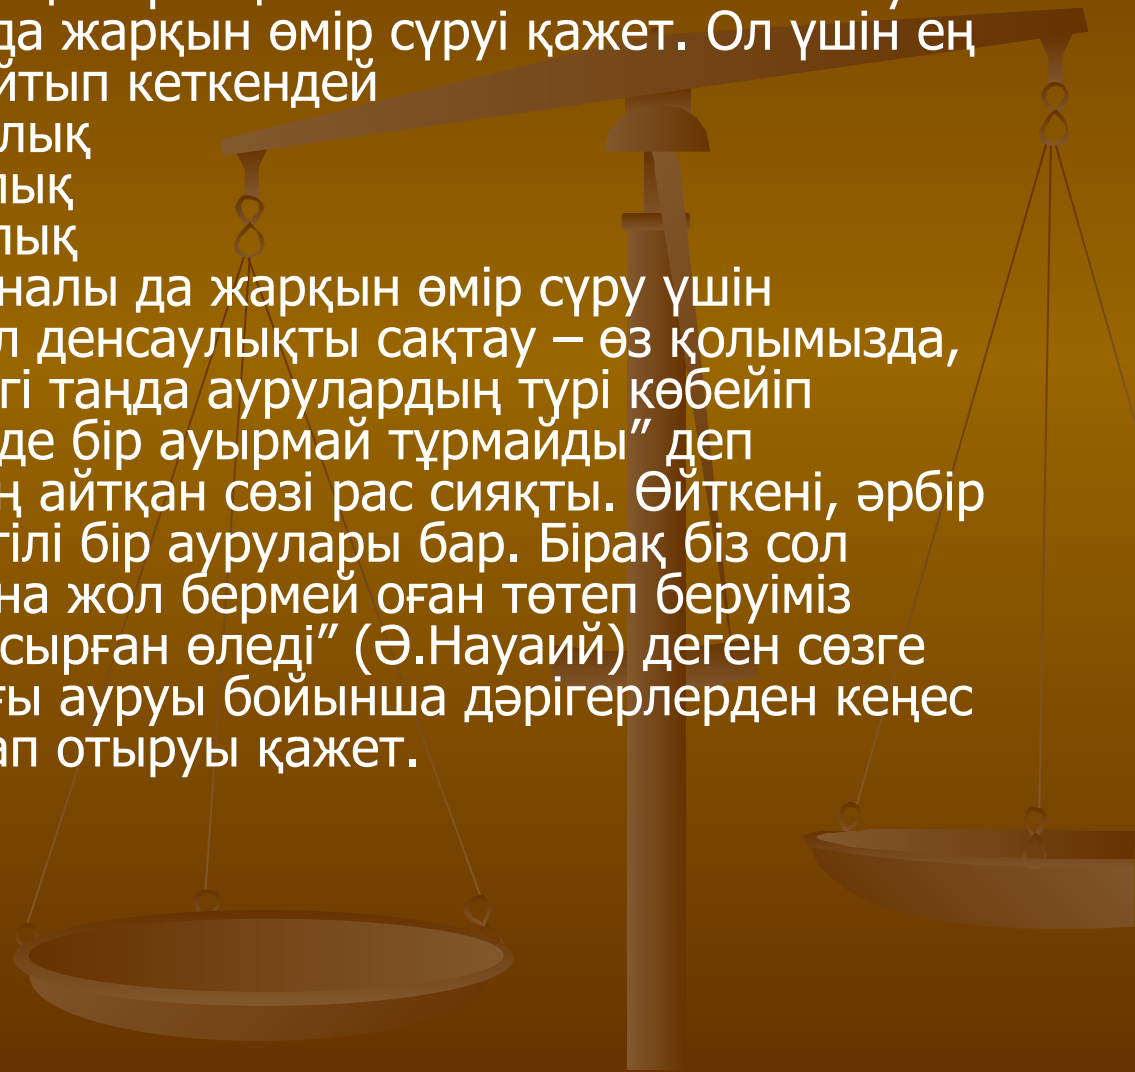 да жарқын өмір сүруі қажет. Ол үшін ең
йтып кеткендей
лық
лық
лық
налы да жарқын өмір сүру үшін
л денсаулықты сақтау – өз қолымызда,
гі таңда аурулардың түрі көбейіп
де бір ауырмай тұрмайды” деп
ң айтқан сөзі рас сияқты. Өйткені, әрбір
гілі бір аурулары бар. Бірақ біз сол
на жол бермей оған төтеп беруіміз
сырған өледі” (Ә.Науаий) деген сөзге
ғы ауруы бойынша дәрігерлерден кеңес
ап отыруы қажет.